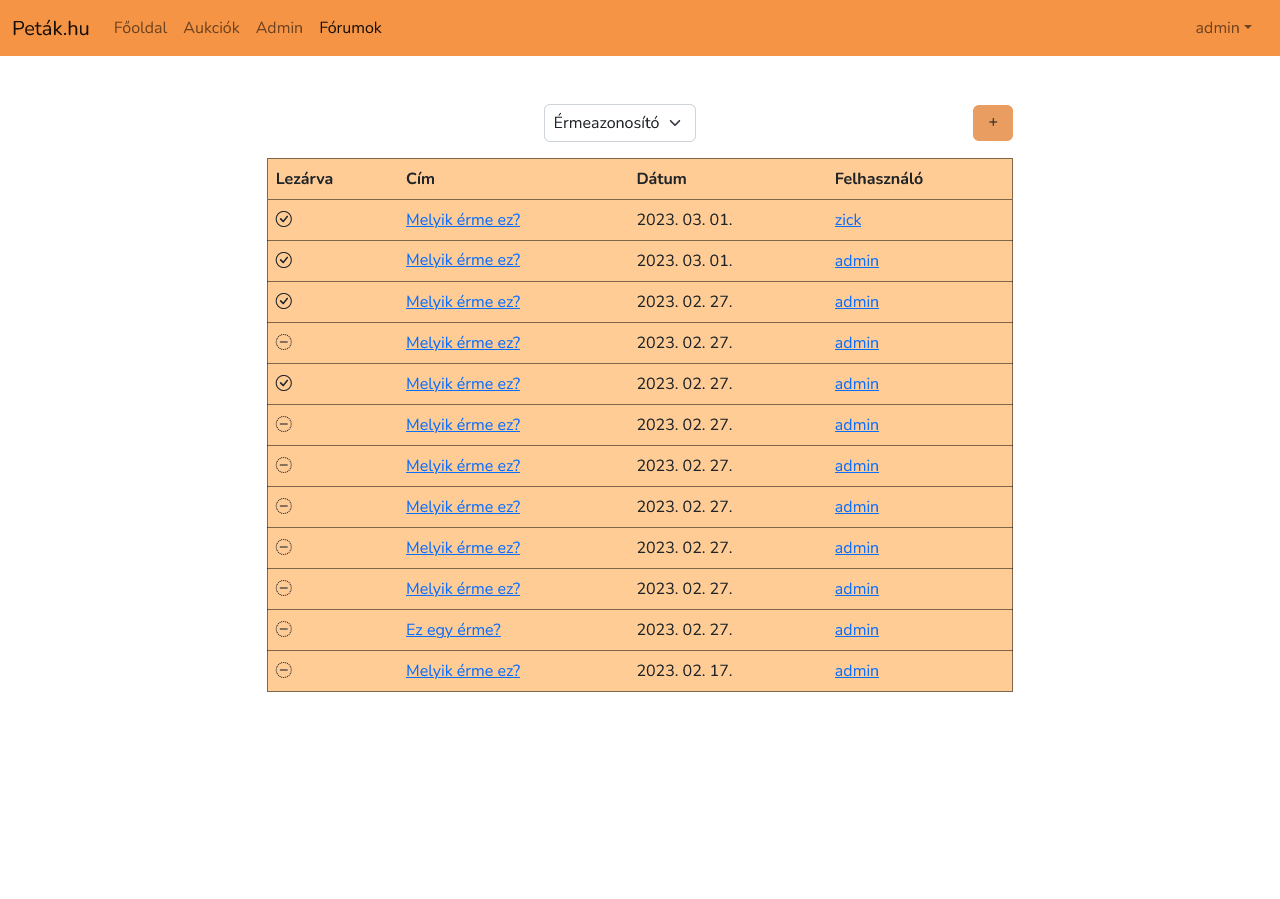 Peták.hu Főoldal Aukciók Admin Fórumok admin
Érmeazonosító +
Lezárva Cím Dátum Felhasználó
Melyik érme ez? 2023. 03. 01. zick
Melyik érme ez? 2023. 03. 01. admin
Melyik érme ez? 2023. 02. 27. admin
Melyik érme ez? 2023. 02. 27. admin
Melyik érme ez? 2023. 02. 27. admin
Melyik érme ez? 2023. 02. 27. admin
Melyik érme ez? 2023. 02. 27. admin
Melyik érme ez? 2023. 02. 27. admin
Melyik érme ez? 2023. 02. 27. admin
Melyik érme ez? 2023. 02. 27. admin
Ez egy érme? 2023. 02. 27. admin
Melyik érme ez? 2023. 02. 17. admin